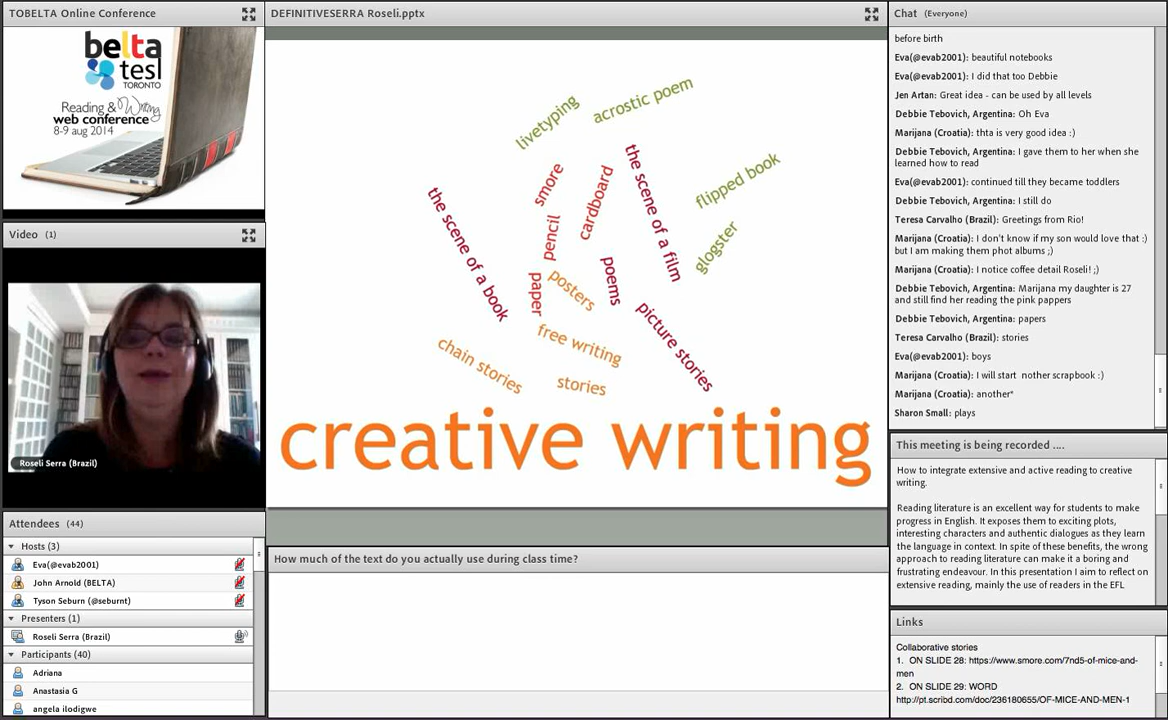 TOBELTA Online Conference
belta
tesl
TORONTO
Reading & Writing
web conference
8-9 aug 2014
Video (1)
Roseli Serra (Brazil)
Attendees (44)
Hosts (3)
Eva(@evab2001)
John Arnold (BELTA)
Tyson Seburn (@seburnt)
Presenters (1)
Roseli Serra (Brazil)
Participants (40)
Adriana
Anastasia G
angela ilodigwe
DEFINITIVESERRA Roseli.pptx
livetyping
acrostic poem
the scene of a book
smore
pencil
paper
cardboard
the scene of a film
flipped book
glogster
posters
poems
picture stories
free writing
chain stories
stories
creative writing
How much of the text do you actually use during class time?
Chat (Everyone)
before birth
Eva(@evab2001): beautiful notebooks
Eva(@evab2001): I did that too Debbie
Jen Artan: Great idea - can be used by all levels
Debbie Tebovich, Argentina: Oh Eva
Marijana (Croatia): thta is very good idea :)
Debbie Tebovich, Argentina: I gave them to her when she
learned how to read
Eva(@evab2001): continued till they became toddlers
Debbie Tebovich, Argentina: I still do
Teresa Carvalho (Brazil): Greetings from Rio!
Marijana (Croatia): I don't know if my son would love that :)
but I am making them phot albums ;)
Marijana (Croatia): I notice coffee detail Roseli! ;)
Debbie Tebovich, Argentina: Marijana my daughter is 27
and still find her reading the pink pappers
Debbie Tebovich, Argentina: papers
Teresa Carvalho (Brazil): stories
Eva(@evab2001): boys
Marijana (Croatia): I will start nother scrapbook :)
Marijana (Croatia): another*
Sharon Small: plays
This meeting is being recorded ....
How to integrate extensive and active reading to creative
writing.
Reading literature is an excellent way for students to make
progress in English. It exposes them to exciting plots,
interesting characters and authentic dialogues as they learn
the language in context. In spite of these benefits, the wrong
approach to reading literature can make it a boring and
frustrating endeavour. In this presentation I aim to reflect on
extensive reading, mainly the use of readers in the EFL
Links
Collaborative stories
1. ON SLIDE 28: https://www.smore.com/7nd5-of-mice-and-
men
2. ON SLIDE 29: WORD
http://pt.scribd.com/doc/236180655/OF-MICE-AND-MEN-1